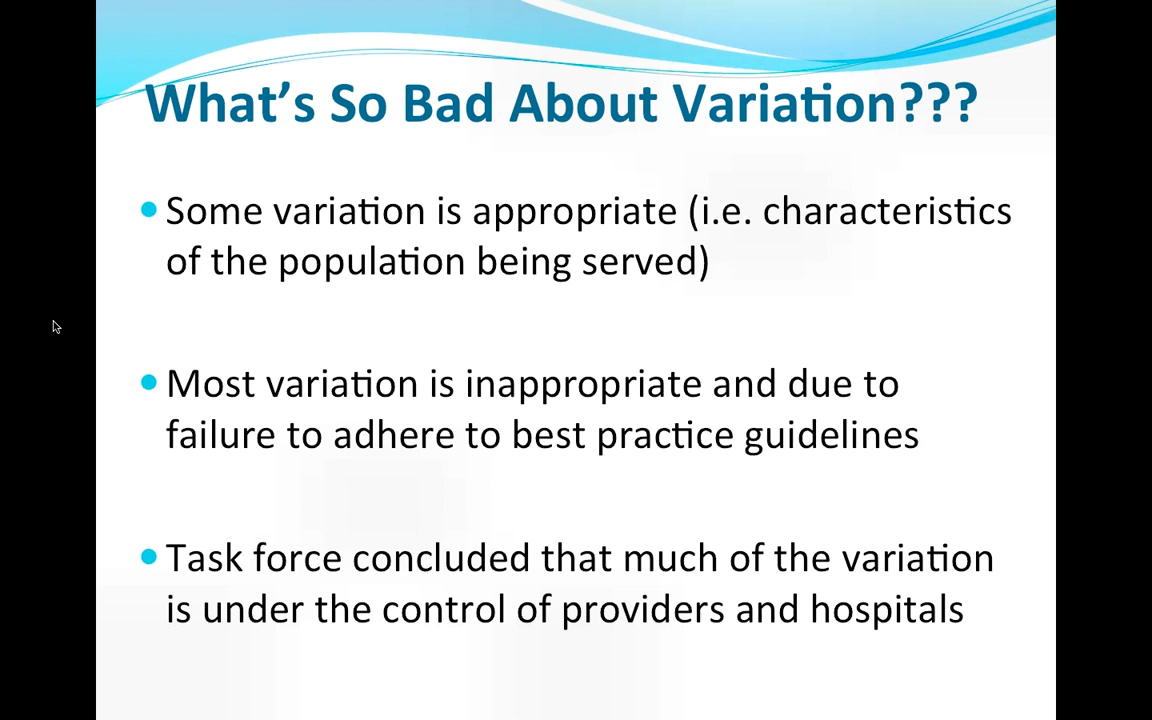 What's So Bad About Variation???
• Some variation is appropriate (i.e. characteristics
of the population being served)
• Most variation is inappropriate and due to
failure to adhere to best practice guidelines
• Task force concluded that much of the variation
is under the control of providers and hospitals